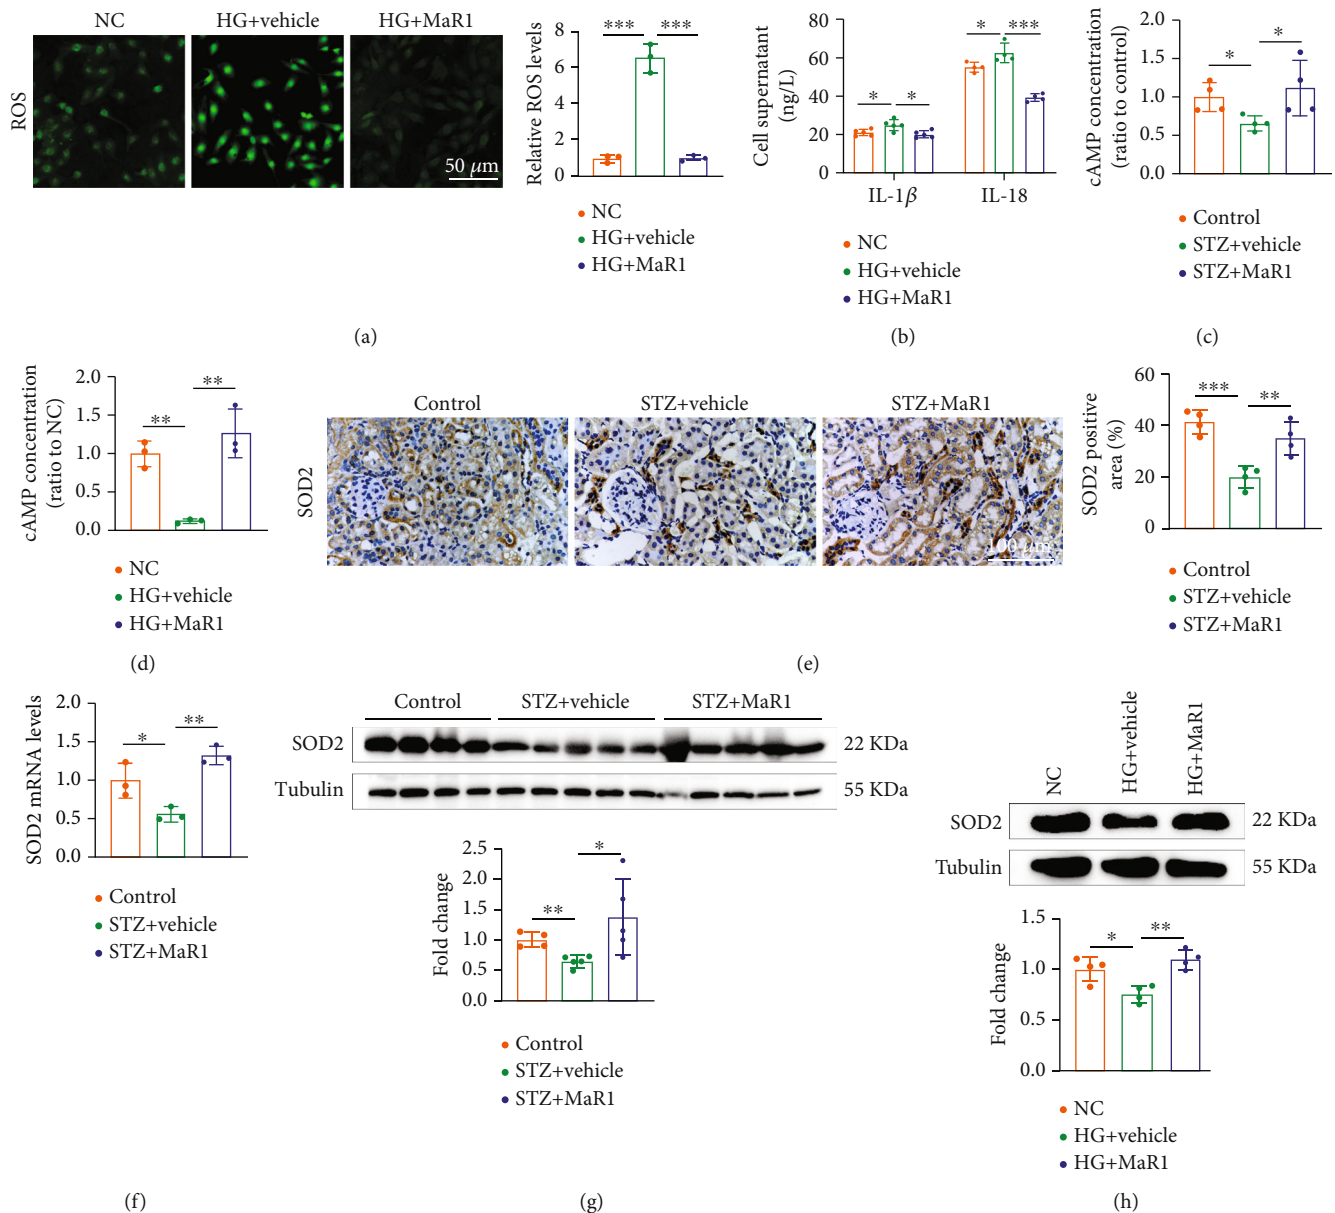 NC HG+vehicle HG+MaR1
ROS
50 μm
Relative ROS levels
8
6
4
2
0
*** ***
NC
HG+vehicle
HG+MaR1
(a)
Cell supernatant
(ng/L)
80
60
40
20
0
* *
* ***
IL-1β IL-18
NC
HG+vehicle
HG+MaR1
(b)
cAMP concentration
(ratio to control)
2.0
1.5
1.0
0.5
0.0
* *
Control
STZ+vehicle
STZ+MaR1
(c)
cAMP concentration
(ratio to NC)
2.0
1.5
1.0
0.5
0.0
** **
NC
HG+vehicle
HG+MaR1
(d)
Control STZ+vehicle STZ+MaR1
SOD2
100 μm
SOD2 positive
area (%)
60
40
20
0
*** **
Control
STZ+vehicle
STZ+MaR1
(e)
SOD2 mRNA levels
2.0
1.5
1.0
0.5
0.0
* **
Control
STZ+vehicle
STZ+MaR1
(f)
Control STZ+vehicle STZ+MaR1
SOD2 22 KDa
Tubulin 55 KDa
Fold change
2.5
2.0
1.5
1.0
0.5
0.0
** *
Control
STZ+vehicle
STZ+MaR1
(g)
NC HG+vehicle HG+MaR1
SOD2 22 KDa
Tubulin 55 KDa
Fold change
1.5
1.0
0.5
0.0
* **
NC
HG+vehicle
HG+MaR1
(h)